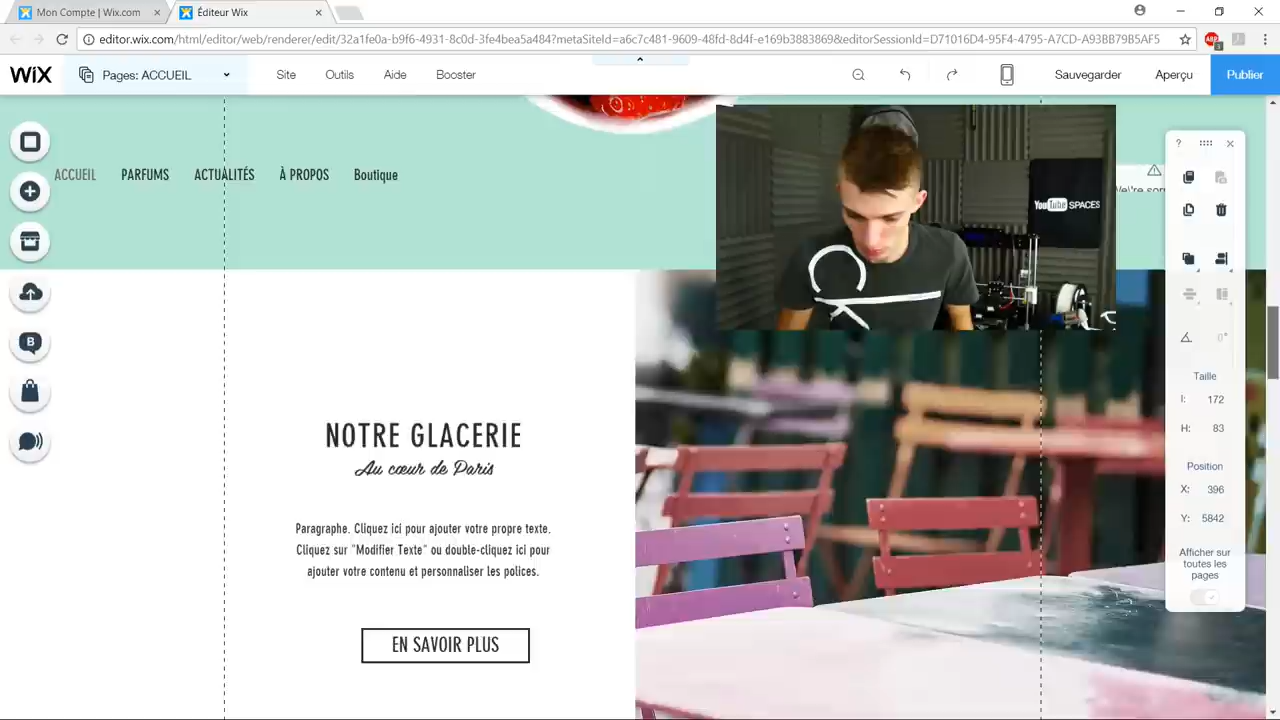 Mon Compte | Wix.com
Éditeur Wix
editor.wix.com/html/editor/web/renderer/edit/32a1fe0a-b9f6-4931-8c0d-3fe4bea5a484?metaSiteId=a6c7c481-9609-48fd-8d4f-e169b3883869&editorSessionId=D71016D4-95F4-4795-A7CD-A93BB79B5AF5
WiX
Pages: ACCUEIL
Site
Outils
Aide
Booster
Sauvegarder
Aperçu
Publier
ACCUEIL
PARFUMS
ACTUALITÉS
À PROPOS
Boutique
YouTube SPACES
NOTRE GLACERIE
Au cœur de Paris
Paragraphe. Cliquez ici pour ajouter votre propre texte.
Cliquez sur "Modifier Texte" ou double-cliquez ici pour
ajouter votre contenu et personnaliser les polices.
EN SAVOIR PLUS
?
0°
Taille
l: 172
H: 83
Position
X: 396
Y: 5842
Afficher sur
toutes les
pages